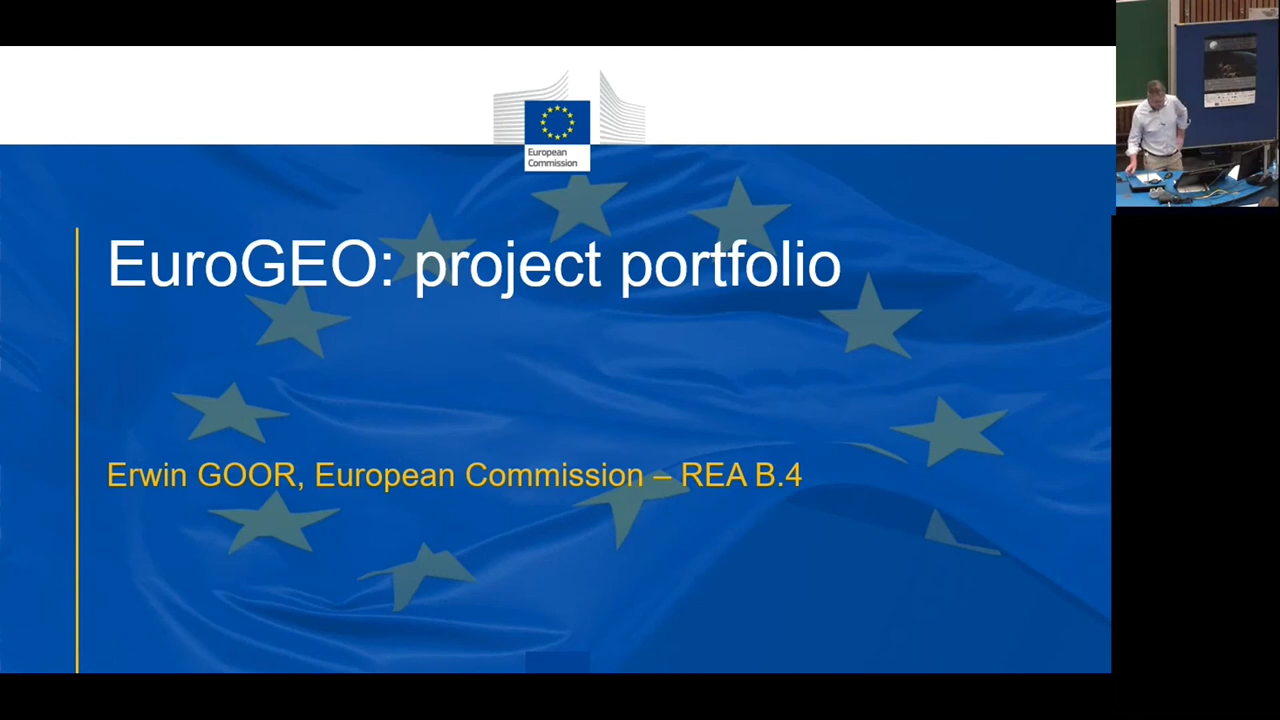 European
Commission
EuroGEO: project portfolio
Erwin GOOR, European Commission – REA B.4